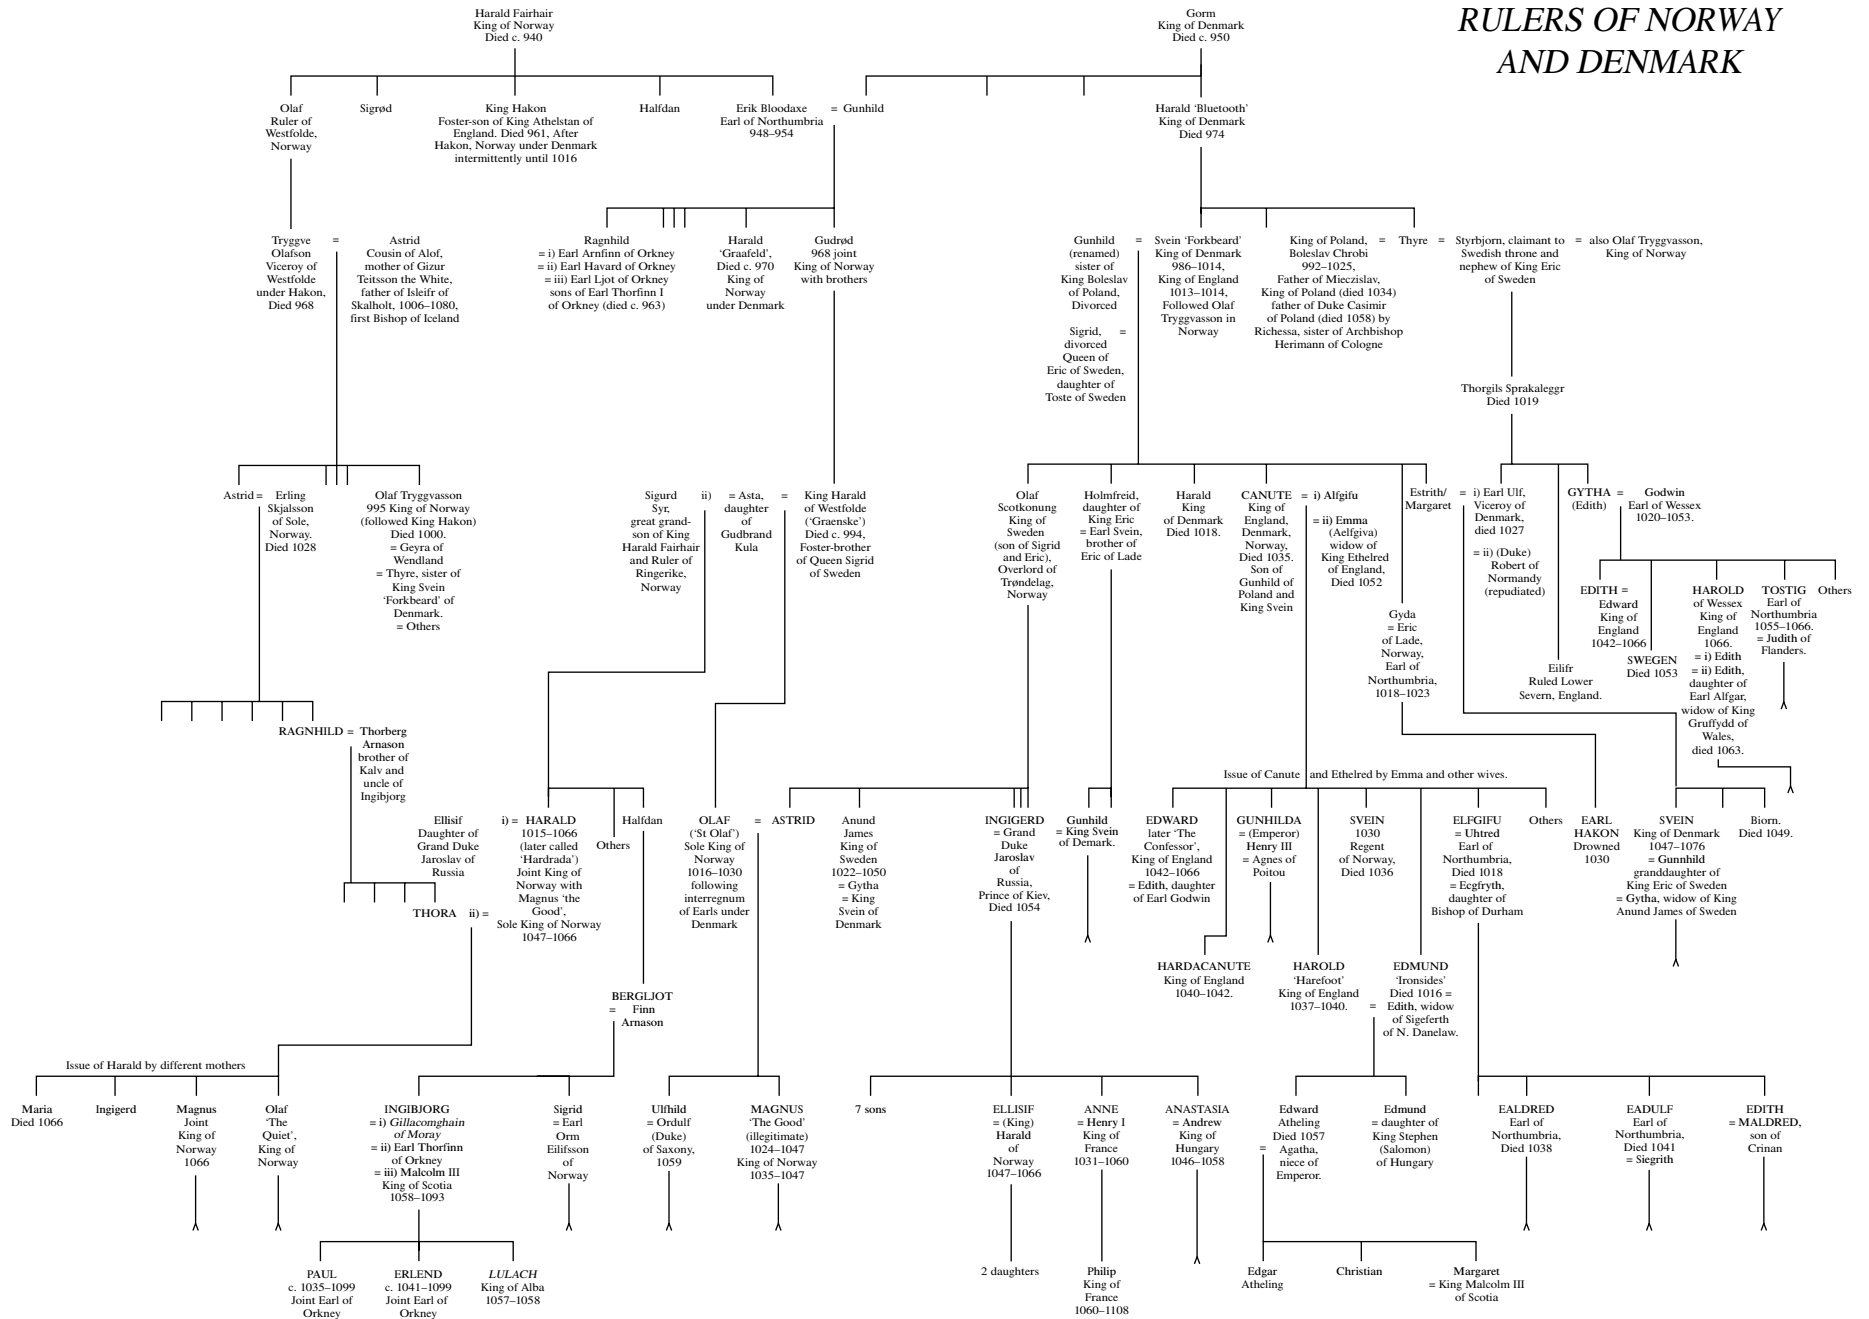 RULERS OF NORWAY
AND DENMARK
Harald Fairhair
King of Norway
Died c. 940
Gorm
King of Denmark
Died c. 950
Olaf
Ruler of
Westfolde,
Norway
Sigrød
King Hakon
Foster-son of King Athelstan of
England. Died 961, After
Hakon, Norway under Denmark
intermittently until 1016
Halfdan
Erik Bloodaxe
Earl of Northumbria
948–954
= Gunhild
Harald ‘Bluetooth’
King of Denmark
Died 974
Tryggve
Olafson
Viceroy of
Westfolde
under Hakon,
Died 968
=
Astrid
Cousin of Alof,
mother of Gizur
Teitsson the White,
father of Isleifr of
Skalholt, 1006–1080,
first Bishop of Iceland
Ragnhild
= i) Earl Arnfinn of Orkney
= ii) Earl Havard of Orkney
= iii) Earl Ljot of Orkney
sons of Earl Thorfinn I
of Orkney (died c. 963)
Harald
‘Graafeld’,
Died c. 970
King of
Norway
under Denmark
Gudrød
968 joint
King of Norway
with brothers
Gunhild
(renamed)
sister of
King Boleslav
of Poland,
Divorced
=
Sigrid, =
divorced
Queen of
Eric of Sweden,
daughter of
Toste of Sweden
Svein ‘Forkbeard’
King of Denmark
986–1014,
King of England
1013–1014,
Followed Olaf
Tryggvasson in
Norway
King of Poland,
Boleslav Chrobi
992–1025,
Father of Mieczislav,
King of Poland (died 1034)
father of Duke Casimir
of Poland (died 1058) by
Richessa, sister of Archbishop
Herimann of Cologne
= Thyre =
Styrbjorn, claimant to
Swedish throne and
nephew of King Eric
of Sweden
= also Olaf Tryggvasson,
King of Norway
Thorgils Sprakaleggr
Died 1019
Astrid =
Erling
Skjalsson
of Sole,
Norway.
Died 1028
Olaf Tryggvasson
995 King of Norway
(followed King Hakon)
Died 1000.
= Geyra of
Wendland
= Thyre, sister of
King Svein
‘Forkbeard’ of
Denmark.
= Others
Sigurd
Syr,
great grand-
son of King
Harald Fairhair
and Ruler of
Ringerike,
Norway
ii)
= Asta,
daughter
of
Gudbrand
Kula
=
King Harald
of Westfolde
(‘Graenske’)
Died c. 994,
Foster-brother
of Queen Sigrid
of Sweden
Olaf
Scotkonung
King of
Sweden
(son of Sigrid
and Eric),
Overlord of
Trøndelag,
Norway
Holmfreid,
daughter of
King Eric
= Earl Svein,
brother of
Eric of Lade
Harald
King
of Denmark
Died 1018.
CANUTE
King of
England,
Denmark,
Norway,
Died 1035.
Son of
Gunhild of
Poland and
King Svein
= i) Alfgifu
= ii) Emma
(Aelfgiva)
widow of
King Ethelred
of England,
Died 1052
Gyda
= Eric
of Lade,
Norway,
Earl of
Northumbria,
1018–1023
Estrith/
Margaret
= i) Earl Ulf,
Viceroy of
Denmark,
died 1027
= ii) (Duke)
Robert of
Normandy
(repudiated)
Eilifr
Ruled Lower
Severn, England.
GYTHA
(Edith)
=
Godwin
Earl of Wessex
1020–1053.
EDITH =
Edward
King of
England
1042–1066
SWEGEN
Died 1053
HAROLD
of Wessex
King of
England
1066.
= i) Edith
= ii) Edith,
daughter of
Earl Alfgar,
widow of King
Gruffydd of
Wales,
died 1063.
TOSTIG
Earl of
Northumbria
1055–1066.
= Judith of
Flanders.
Others
RAGNHILD =
Thorberg
Arnason
brother of
Kalv and
uncle of
Ingibjorg
Issue of Canute and Ethelred by Emma and other wives.
Ellisif
Daughter of
Grand Duke
Jaroslav of
Russia
i) = HARALD
1015–1066
(later called
‘Hardrada’)
Joint King of
Norway with
Magnus ‘the
Good’,
Sole King of Norway
1047–1066
THORA ii) =
Others
Halfdan
OLAF
(‘St Olaf’)
Sole King of
Norway
1016–1030
following
interregnum
of Earls under
Denmark
= ASTRID
Anund
James
King of
Sweden
1022–1050
= Gytha
= King
Svein of
Denmark
INGIGERD
= Grand
Duke
Jaroslav
of
Russia,
Prince of Kiev,
Died 1054
Gunhild
= King Svein
of Demark.
EDWARD
later ‘The
Confessor’,
King of England
1042–1066
= Edith, daughter
of Earl Godwin
GUNHILDA
= (Emperor)
Henry III
= Agnes of
Poitou
SVEIN
1030
Regent
of Norway,
Died 1036
ELFGIFU
= Uhtred
Earl of
Northumbria,
Died 1018
= Ecgfryth,
daughter of
Bishop of Durham
Others
EARL
HAKON
Drowned
1030
SVEIN
King of Denmark
1047–1076
= Gunnhild
granddaughter of
King Eric of Sweden
= Gytha, widow of King
Anund James of Sweden
Biorn.
Died 1049.
HARDACANUTE
King of England
1040–1042.
HAROLD
‘Harefoot’
King of England
1037–1040.
=
EDMUND
‘Ironsides’
Died 1016 =
Edith, widow
of Sigeferth
of N. Danelaw.
BERGLJOT
= Finn
Arnason
Issue of Harald by different mothers
Maria
Died 1066
Ingigerd
Magnus
Joint
King of
Norway
1066
Olaf
‘The
Quiet’,
King of
Norway
INGIBJORG
= i) Gillacomghain
of Moray
= ii) Earl Thorfinn
of Orkney
= iii) Malcolm III
King of Scotia
1058–1093
Sigrid
= Earl
Orm
Eilifsson
of
Norway
Ulfhild
= Ordulf
(Duke)
of Saxony,
1059
MAGNUS
‘The Good’
(illegitimate)
1024–1047
King of Norway
1035–1047
7 sons
ELLISIF
= (King)
Harald
of
Norway
1047–1066
ANNE
= Henry I
King of
France
1031–1060
ANASTASIA
= Andrew
King of
Hungary
1046–1058
Edward
Atheling
Died 1057
= Agatha,
niece of
Emperor.
Edmund
= daughter of
King Stephen
(Salomon)
of Hungary
EALDRED
Earl of
Northumbria,
Died 1038
EADULF
Earl of
Northumbria,
Died 1041
= Siegrith
EDITH
= MALDRED,
son of
Crinan
PAUL
c. 1035–1099
Joint Earl of
Orkney
ERLEND
c. 1041–1099
Joint Earl of
Orkney
LULACH
King of Alba
1057–1058
2 daughters
Philip
King of
France
1060–1108
Edgar
Atheling
Christian
Margaret
= King Malcolm III
of Scotia